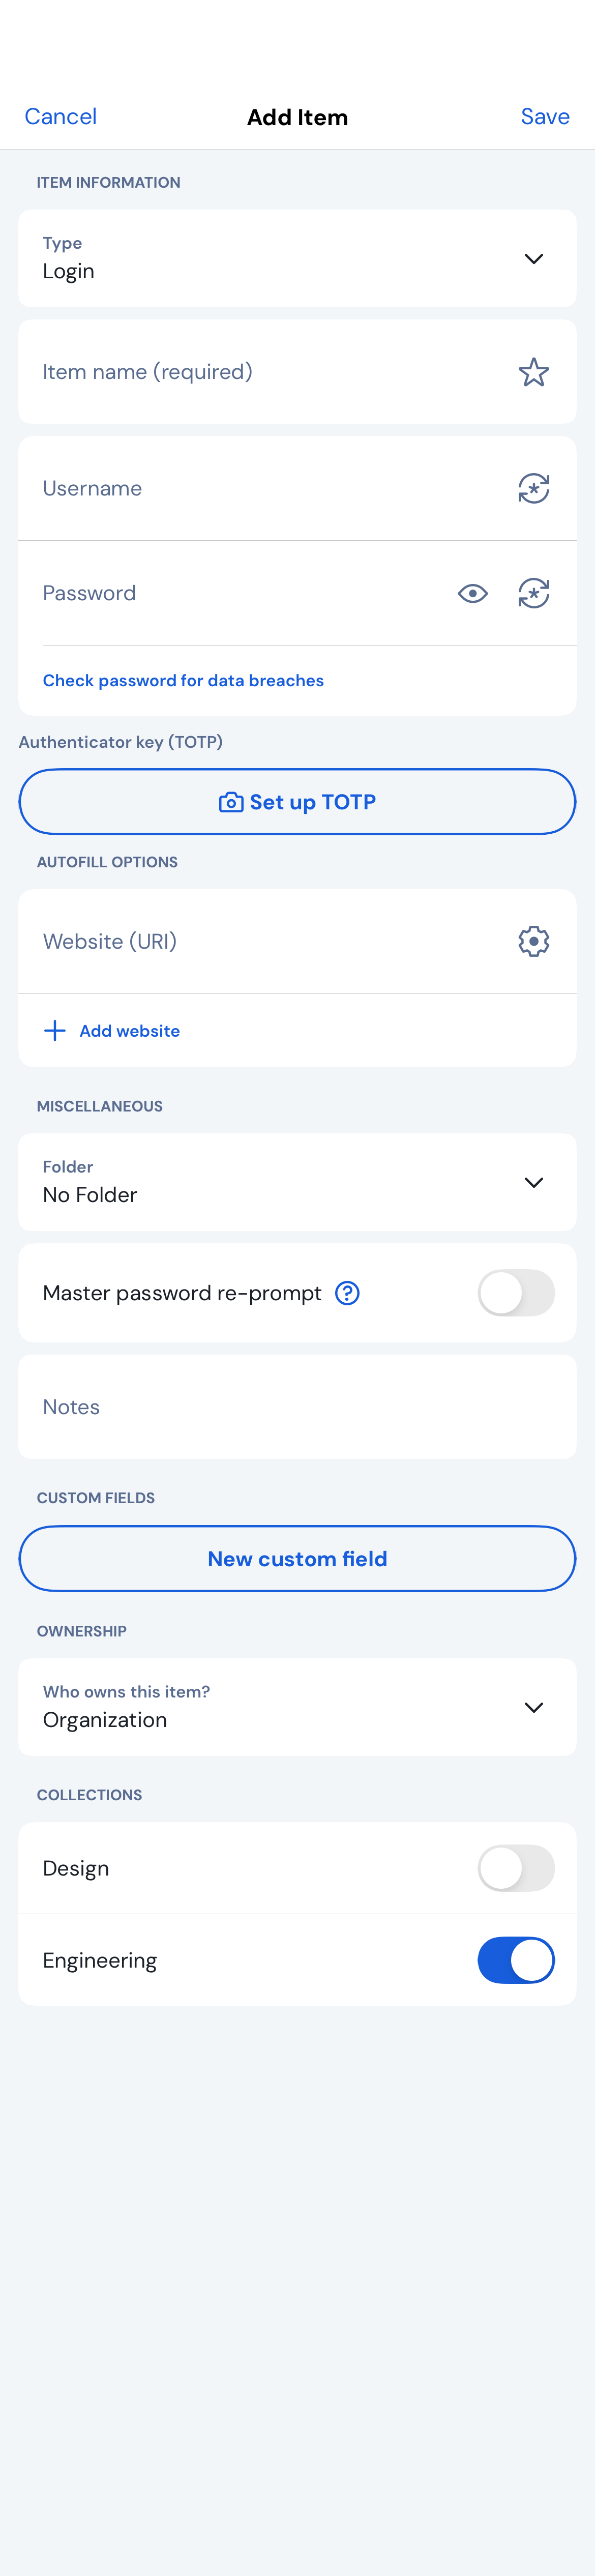 Cancel
Add Item
Save
ITEM INFORMATION
Type
Login
Item name (required)
Username
Password
Check password for data breaches
Authenticator key (TOTP)
Set up TOTP
AUTOFILL OPTIONS
Website (URI)
Add website
MISCELLANEOUS
Folder
No Folder
Master password re-prompt
Notes
CUSTOM FIELDS
New custom field
OWNERSHIP
Who owns this item?
Organization
COLLECTIONS
Design
Engineering